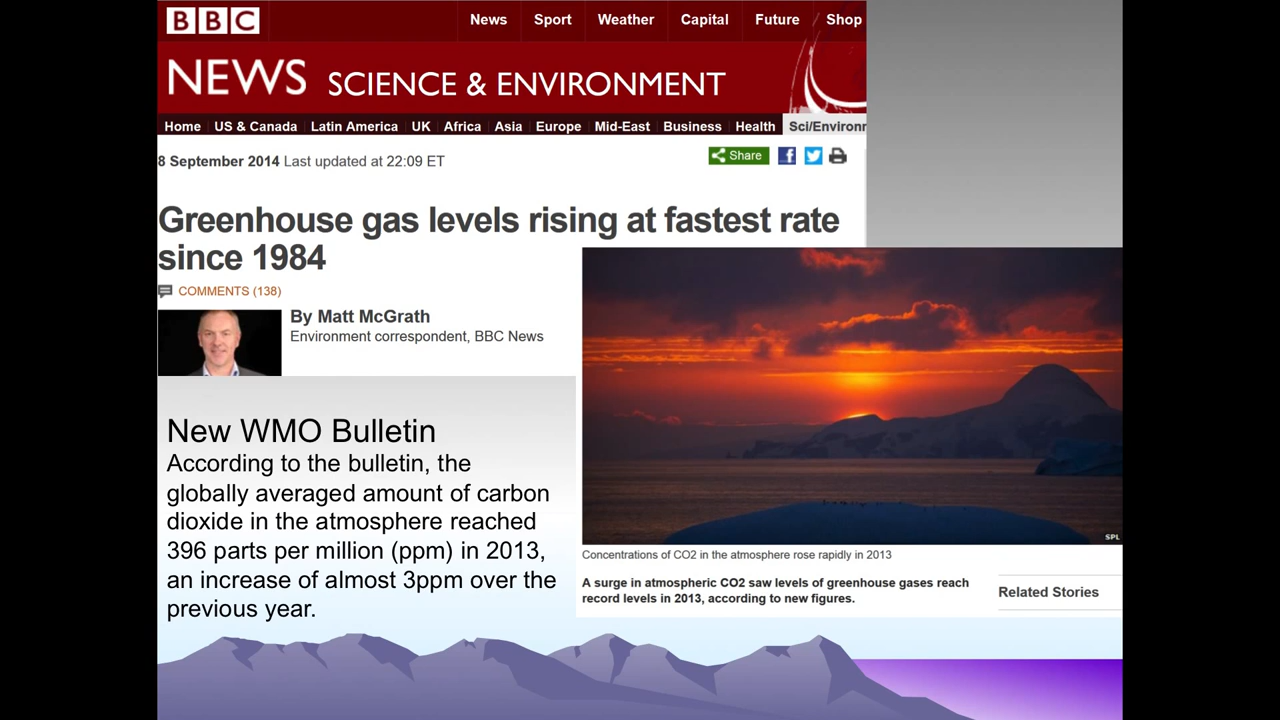 BBC
News Sport Weather Capital Future Shop
NEWS SCIENCE & ENVIRONMENT
Home US & Canada Latin America UK Africa Asia Europe Mid-East Business Health Sci/Environ
8 September 2014 Last updated at 22:09 ET
Share
Greenhouse gas levels rising at fastest rate
since 1984
COMMENTS (138)
By Matt McGrath
Environment correspondent, BBC News
New WMO Bulletin
According to the bulletin, the
globally averaged amount of carbon
dioxide in the atmosphere reached
396 parts per million (ppm) in 2013,
an increase of almost 3ppm over the
previous year.
SPL
Concentrations of CO2 in the atmosphere rose rapidly in 2013
A surge in atmospheric CO2 saw levels of greenhouse gases reach
record levels in 2013, according to new figures.
Related Stories